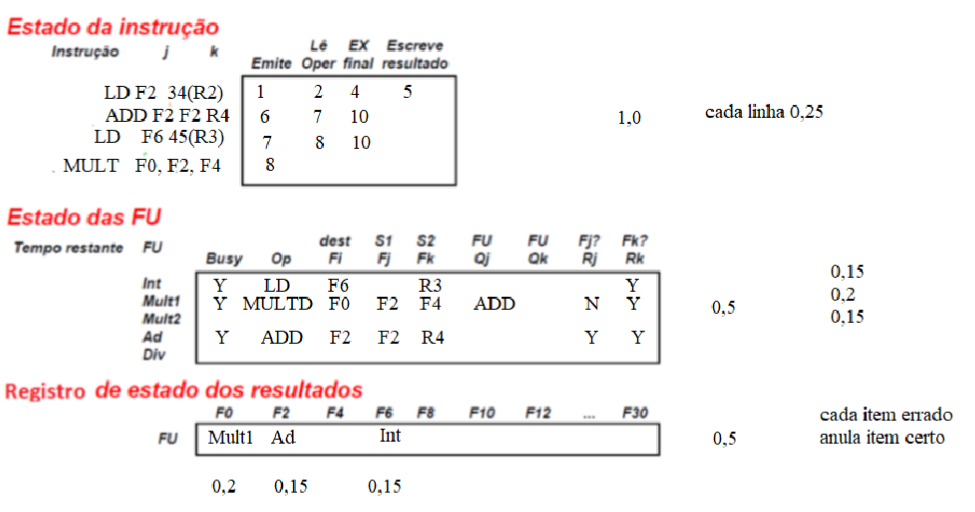 Estado da instrução
Instrução j k Emite Lê Oper EX final Escreve resultado
LD F2 34(R2) 1 2 4 5
ADD F2 F2 R4 6 7 10 1,0 cada linha 0,25
LD F6 45(R3) 7 8 10
. MULT F0, F2, F4 8
Estado das FU
Tempo restante FU Busy Op dest Fi S1 Fj S2 Fk FU Qj FU Qk Fj? Rj Fk? Rk
Int Y LD F6 R3 Y 0,15
Mult1 Y MULTD F0 F2 F4 ADD N Y 0,5 0,2
Mult2 0,15
Ad Y ADD F2 F2 R4 Y Y
Div
Registro de estado dos resultados
F0 F2 F4 F6 F8 F10 F12 ... F30 cada item errado
FU Mult1 Ad Int 0,5 anula item certo
0,2 0,15 0,15